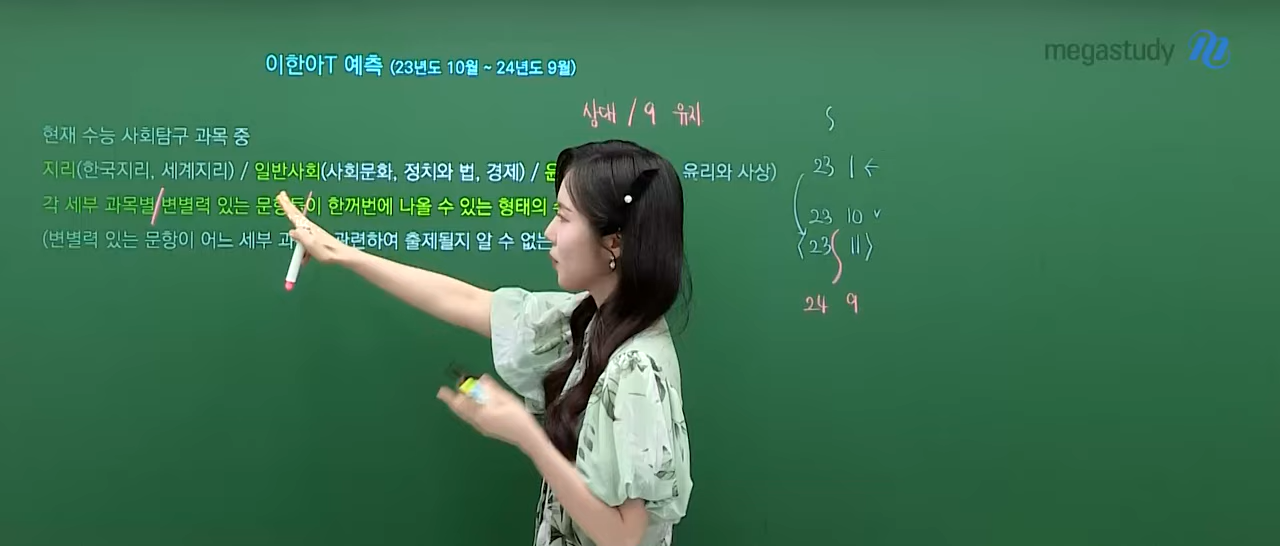 megastudy
이한아T 예측 (23년도 10월 ~ 24년도 9월)
상대 / 9 유지
현재 수능 사회탐구 과목 중
지리(한국지리, 세계지리) / 일반사회(사회문화, 정치와 법, 경제) / 윤리와 사상)
각 세부 과목별 변별력 있는 문항들이 한꺼번에 나올 수 있는 형태의
(변별력 있는 문항이 어느 세부 관련하여 출제될지 알 수 없는
23 1 ←
23 10
23 11
24 9